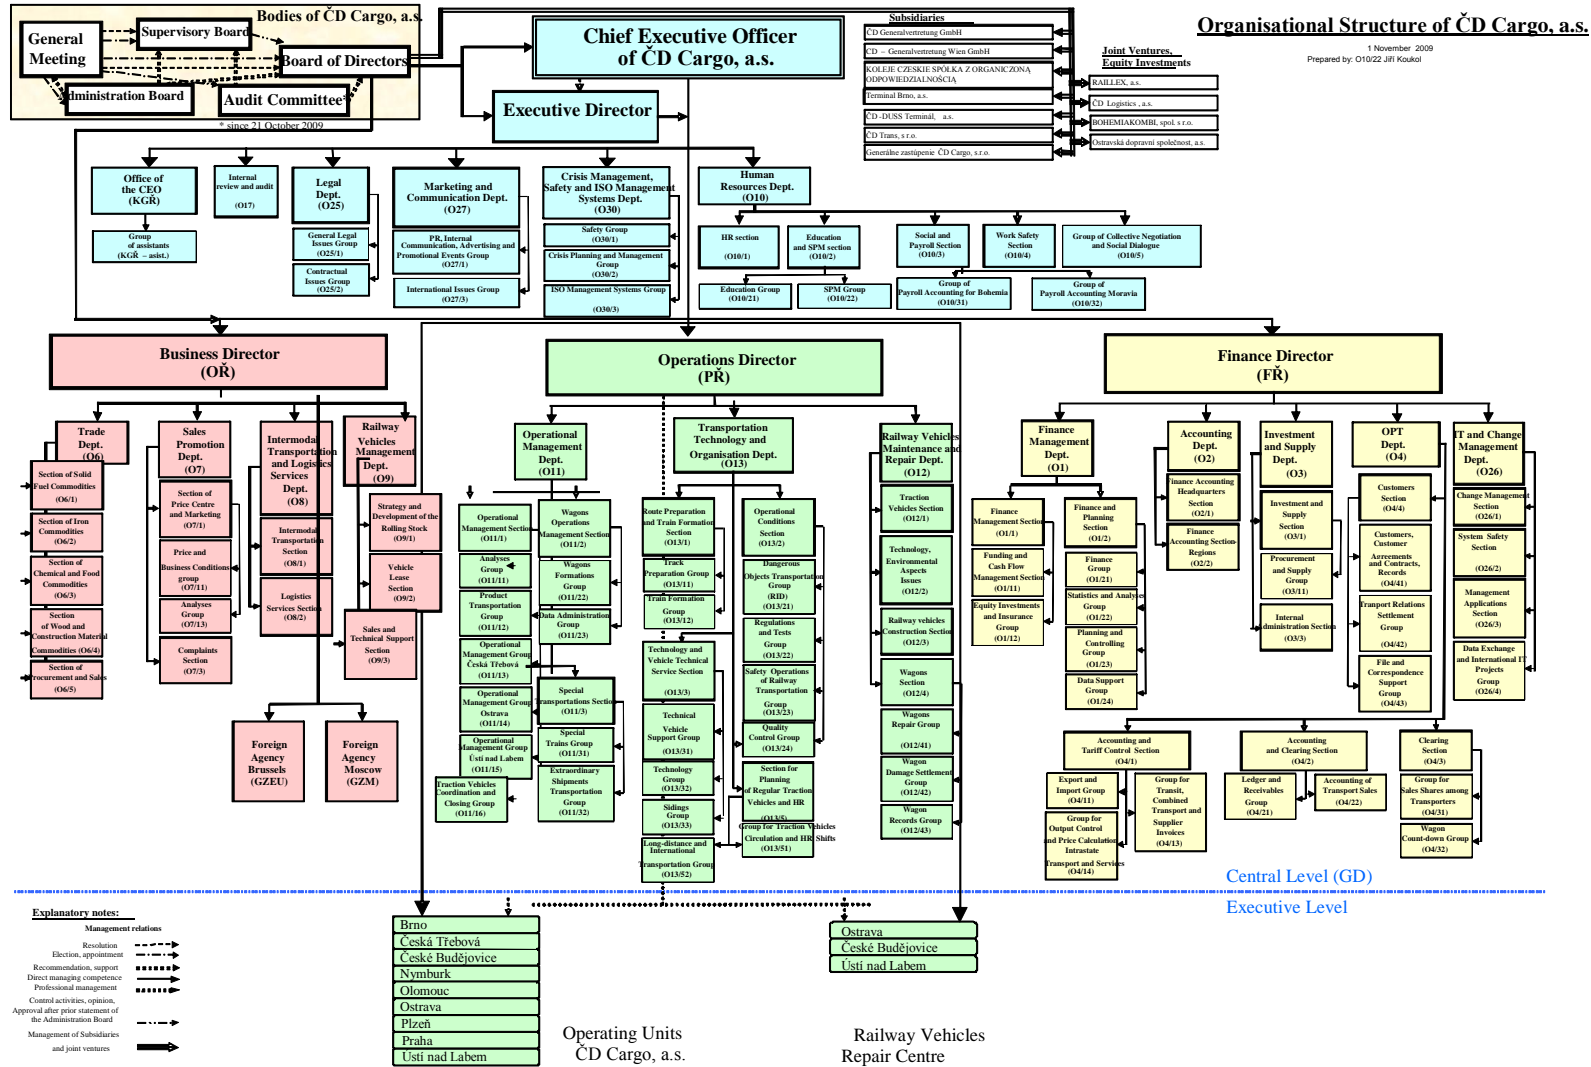 Bodies of ČD Cargo, a.s.
General
Meeting
Supervisory Board
Board of Directors
dministration Board
Audit Committee*
* since 21 October 2009
Chief Executive Officer
of ČD Cargo, a.s.
Executive Director
Subsidiaries
ČD Generalvertretung GmbH
CD – Generalvertretung Wien GmbH
KOLEJE CZESKIE SPÓŁKA Z ORGANICZONĄ
ODPOWIEDZIALNOŚCIĄ
Terminal Brno, a.s.
ČD -DUSS Terminál, a.s.
ČD Trans, s r.o.
Generálne zastúpenie ČD Cargo, s.r.o.
Organisational Structure of ČD Cargo, a.s.
1 November 2009
Prepared by: O10/22 Jiří Koukol
Joint Ventures,
Equity Investments
RAILLEX, a.s.
ČD Logistics , a.s.
BOHEMIAKOMBI, spol. s r.o.
Ostravská dopravní společnost, a.s.
Office of
the CEO
(KGŘ)
Group
of assistants
(KGŘ – asist.)
Internal
review and audit
(O17)
Legal
Dept.
(O25)
General Legal
Issues Group
(O25/1)
Contractual
Issues Group
(O25/2)
Marketing and
Communication Dept.
(O27)
PR, Internal
Communication, Advertising and
Promotional Events Group
(O27/1)
International Issues Group
(O27/3)
Crisis Management,
Safety and ISO Management
Systems Dept.
(O30)
Safety Group
(O30/1)
Crisis Planning and Management
Group
(O30/2)
ISO Management Systems Group
(O30/3)
Human
Resources Dept.
(O10)
HR section
(O10/1)
Education
and SPM section
(O10/2)
Social and
Payroll Section
(O10/3)
Work Safety
Section
(O10/4)
Group of Collective Negotiation
and Social Dialogue
(O10/5)
Education Group
(O10/21)
SPM Group
(O10/22)
Group of
Payroll Accounting for Bohemia
(O10/31)
Group of
Payroll Accounting Moravia
(O10/32)
Business Director
(OŘ)
Operations Director
(PŘ)
Finance Director
(FŘ)
Trade
Dept.
(O6)
Section of Solid
Fuel Commodities
(O6/1)
Section of Iron
Commodities
(O6/2)
Section of
Chemical and Food
Commodities
(O6/3)
Section
of Wood and
Construction Material
Commodities (O6/4)
Section of
Procurement and Sales
(O6/5)
Sales
Promotion
Dept.
(O7)
Section of
Price Centre
and Marketing
(O7/1)
Price and
Business Conditions
group
(O7/11)
Analyses
Group
(O7/13)
Complaints
Section
(O7/3)
Intermodal
Transportation
and Logistics
Services
Dept.
(O8)
Intermodal
Transportation
Section
(O8/1)
Logistics
Services Section
(O8/2)
Railway
Vehicles
Management
Dept.
(O9)
Strategy and
Development of the
Rolling Stock
(O9/1)
Vehicle
Lease
Section
(O9/2)
Sales and
Technical Support
Section
(O9/3)
Foreign
Agency
Brussels
(GZEU)
Foreign
Agency
Moscow
(GZM)
Operational
Management
Dept.
(O11)
Operational
Management Section
(O11/1)
Analyses
Group
(O11/11)
Product
Transportation
Group
(O11/12)
Operational
Management Group
Česká Třebová
(O11/13)
Operational
Management Group
Ostrava
(O11/14)
Operational
Management Group
Ústí nad Labem
(O11/15)
Traction Vehicles
Coordination and
Closing Group
(O11/16)
Wagons
Operations
Management Section
(O11/2)
Wagons
Formations
Group
(O11/22)
Data Administration
Group
(O11/23)
Special
Transportations Section
(O11/3)
Special
Trains Group
(O11/31)
Extraordinary
Shipments
Transportation
Group
(O11/32)
Transportation
Technology and
Organisation Dept.
(O13)
Route Preparation
and Train Formation
Section
(O13/1)
Track
Preparation Group
(O13/11)
Train Formation
Group
(O13/12)
Technology and
Vehicle Technical
Service Section
(O13/3)
Technical
Vehicle
Support Group
(O13/31)
Technology
Group
(O13/32)
Sidings
Group
(O13/33)
Long-distance and
International
Transportation Group
(O13/52)
Operational
Conditions
Section
(O13/2)
Dangerous
Objects Transportation
Group
(RID)
(O13/21)
Regulations
and Tests
Group
(O13/22)
Safety Operations
of Railway
Transportation
Group
(O13/23)
Quality
Control Group
(O13/24)
Section for
Planning
of Regular Traction
Vehicles and HR
(O13/5)
Group for Traction Vehicles
Circulation and HR Shifts
(O13/51)
Railway Vehicles
Maintenance and
Repair Dept.
(O12)
Traction
Vehicles Section
(O12/1)
Technology,
Environmental
Aspects
Issues
(O12/2)
Railway vehicles
Construction Section
(O12/3)
Wagons
Section
(O12/4)
Wagons
Repair Group
(O12/41)
Wagon
Damage Settlement
Group
(O12/42)
Wagon
Records Group
(O12/43)
Finance
Management
Dept.
(O1)
Finance
Management Section
(O1/1)
Funding and
Cash Flow
Management Section
(O1/11)
Equity Investments
and Insurance
Group
(O1/12)
Finance and
Planning
Section
(O1/2)
Finance
Group
(O1/21)
Statistics and Analyses
Group
(O1/22)
Planning and
Controlling
Group
(O1/23)
Data Support
Group
(O1/24)
Accounting
Dept.
(O2)
Finance Accounting
Headquarters
Section
(O2/1)
Finance
Accounting Section-
Regions
(O2/2)
Investment
and Supply
Dept.
(O3)
Investment and
Supply
Section
(O3/1)
Procurement
and Supply
Group
(O3/11)
Internal
Administration Section
(O3/3)
OPT
Dept.
(O4)
Customers
Section
(O4/4)
Customers,
Customer
Agreements
and Contracts,
Records
(O4/41)
Tranport Relations
Settlement
Group
(O4/42)
File and
Correspondence
Support
Group
(O4/43)
IT and Change
Management
Dept.
(O26)
Change Management
Section
(O26/1)
System Safety
Section
(O26/2)
Management
Applications
Section
(O26/3)
Data Exchange
and International IT
Projects
Group
(O26/4)
Accounting and
Tariff Control Section
(O4/1)
Export and
Import Group
(O4/11)
Group for
Output Control
and Price Calculation
Intrastate
Transport and Services
(O4/14)
Group for
Transit,
Combined
Transport and
Supplier
Invoices
(O4/13)
Accounting
and Clearing Section
(O4/2)
Ledger and
Receivables
Group
(O4/21)
Accounting of
Transport Sales
(O4/22)
Clearing
Section
(O4/3)
Group for
Sales Shares among
Transporters
(O4/31)
Wagon
Count-down Group
(O4/32)
Central Level (GD)
Executive Level
Explanatory notes:
Management relations
Resolution
Election, appointment
Recommendation, support
Direct managing competence
Professional management
Control activities, opinion,
Approval after prior statement of
the Administration Board
Management of Subsidiaries
and joint ventures
Brno
Česká Třebová
České Budějovice
Nymburk
Olomouc
Ostrava
Plzeň
Praha
Ústí nad Labem
Operating Units
ČD Cargo, a.s.
Ostrava
České Budějovice
Ústí nad Labem
Railway Vehicles
Repair Centre